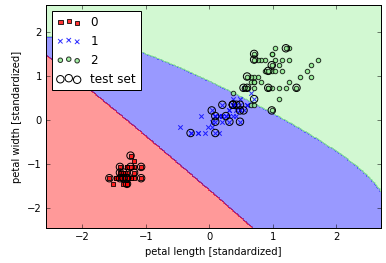 0
1
2
test set
2
1
0
−1
−2
petal width [standardized]
−2 −1 0 1 2
petal length [standardized]